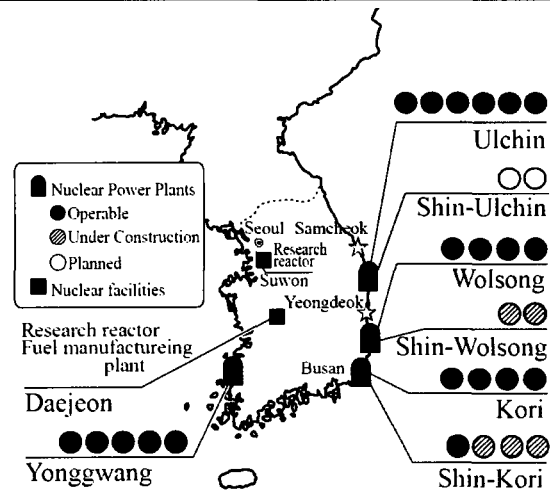 Nuclear Power Plants
Operable
Under Construction
Planned
Nuclear facilities
Seoul
Samcheok
Research
reactor
Suwon
Yeongdeok
Research reactor
Fuel manufactureing
plant
Daejeon
Busan
Yonggwang
Ulchin
Shin-Ulchin
Wolsong
Shin-Wolsong
Kori
Shin-Kori